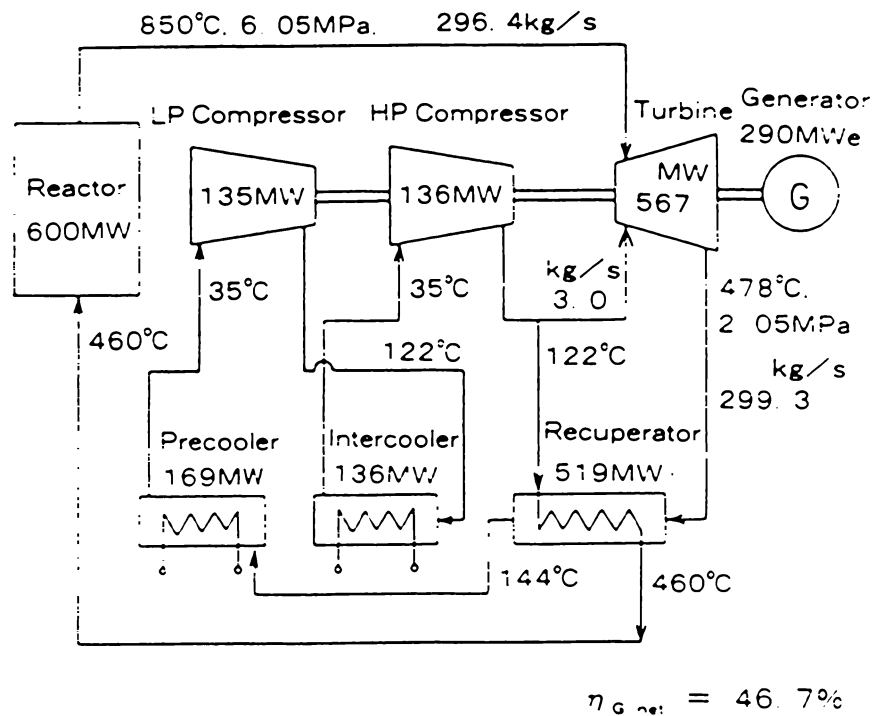 850°C, 6.05MPa, 296.4kg/s
LP Compressor
HP Compressor
Turbine
Generator
290MWe
Reactor
600MW
135MW
136MW
MW
567
G
35°C
35°C
kg/s
3.0
478°C,
2.05MPa
kg/s
299.3
460°C
122°C
122°C
Precooler
169MW
Intercooler
136MW
Recuperator
519MW
144°C
460°C
η G net = 46.7%